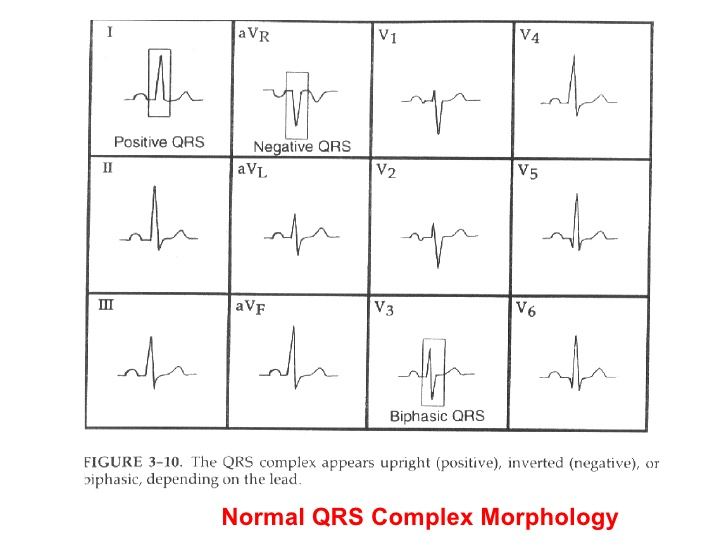 I
aVR
V1
V4
Positive QRS
Negative QRS
II
aVL
V2
V5
III
aVF
V3
V6
Biphasic QRS
FIGURE 3–10. The QRS complex appears upright (positive), inverted (negative), or
biphasic, depending on the lead.
Normal QRS Complex Morphology